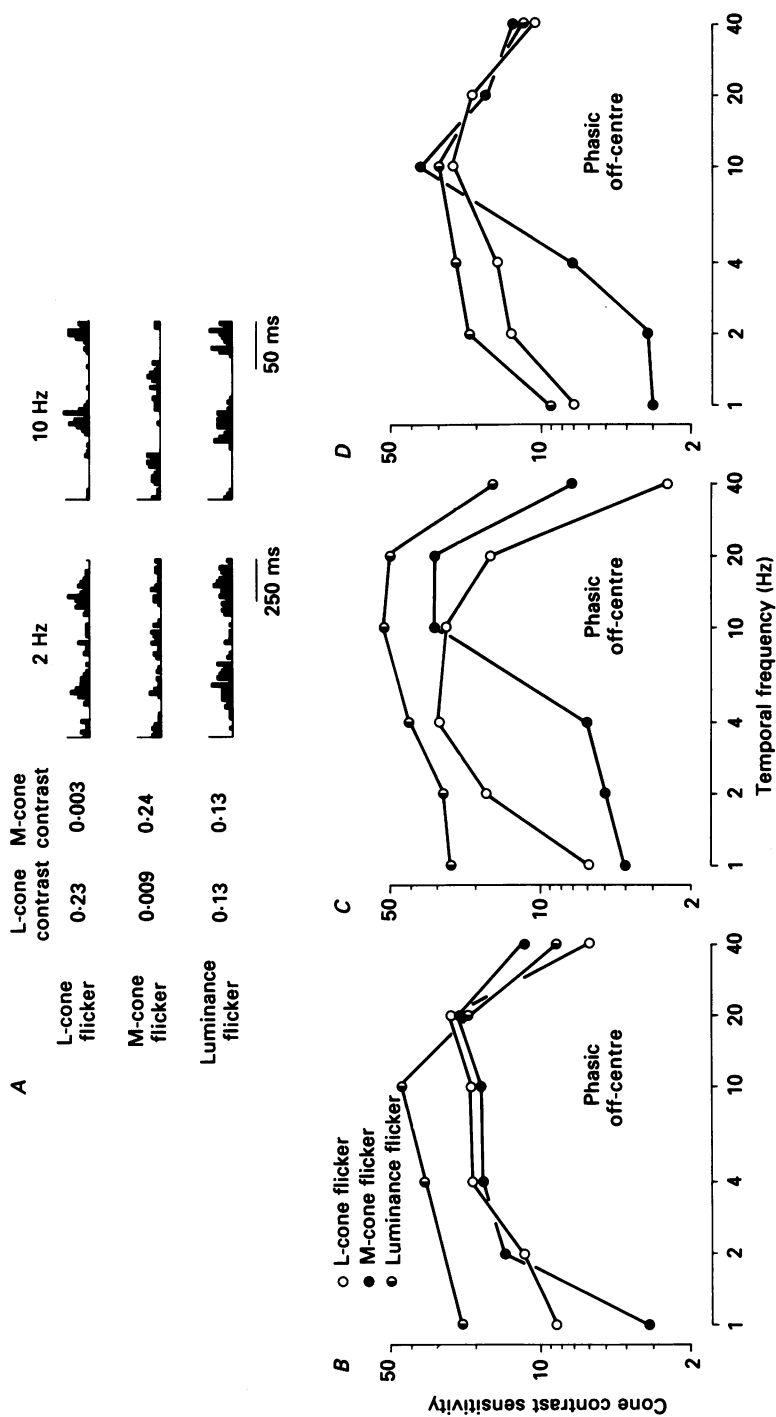 A
L-cone M-cone
contrast contrast
2 Hz
10 Hz
L-cone
flicker
0·23
0·003
M-cone
flicker
0·009
0·24
Luminance
flicker
0·13
0·13
250 ms
50 ms
B
50
10
2
Cone contrast sensitivity
L-cone flicker
M-cone flicker
Luminance flicker
Phasic
off-centre
1 2 4 10 20 40
C
50
10
2
Phasic
off-centre
1 2 4 10 20 40
Temporal frequency (Hz)
D
50
10
2
Phasic
off-centre
1 2 4 10 20 40